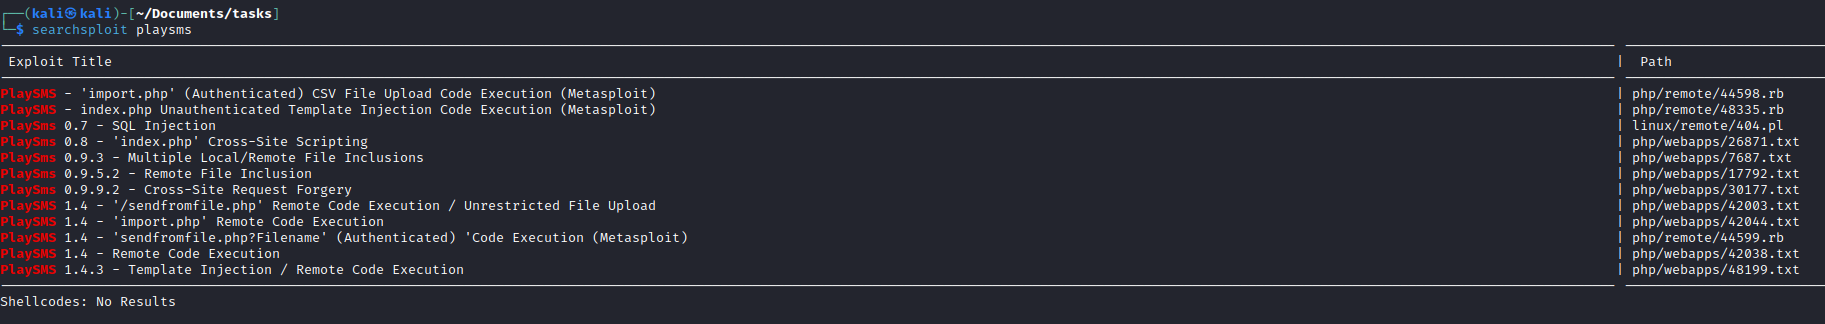 ┌──(kali㉿kali)-[~/Documents/tasks]
└─$ searchsploit playsms
Exploit Title | Path
PlaySMS - 'import.php' (Authenticated) CSV File Upload Code Execution (Metasploit) | php/remote/44598.rb
PlaySMS - index.php Unauthenticated Template Injection Code Execution (Metasploit) | php/remote/48335.rb
PlaySms 0.7 - SQL Injection | linux/remote/404.pl
PlaySms 0.8 - 'index.php' Cross-Site Scripting | php/webapps/26871.txt
PlaySms 0.9.3 - Multiple Local/Remote File Inclusions | php/webapps/7687.txt
PlaySms 0.9.5.2 - Remote File Inclusion | php/webapps/17792.txt
PlaySms 0.9.9.2 - Cross-Site Request Forgery | php/webapps/30177.txt
PlaySMS 1.4 - '/sendfromfile.php' Remote Code Execution / Unrestricted File Upload | php/webapps/42003.txt
PlaySMS 1.4 - 'import.php' Remote Code Execution | php/webapps/42044.txt
PlaySMS 1.4 - 'sendfromfile.php?Filename' (Authenticated) 'Code Execution (Metasploit) | php/remote/44599.rb
PlaySMS 1.4 - Remote Code Execution | php/webapps/42038.txt
PlaySMS 1.4.3 - Template Injection / Remote Code Execution | php/webapps/48199.txt
Shellcodes: No Results